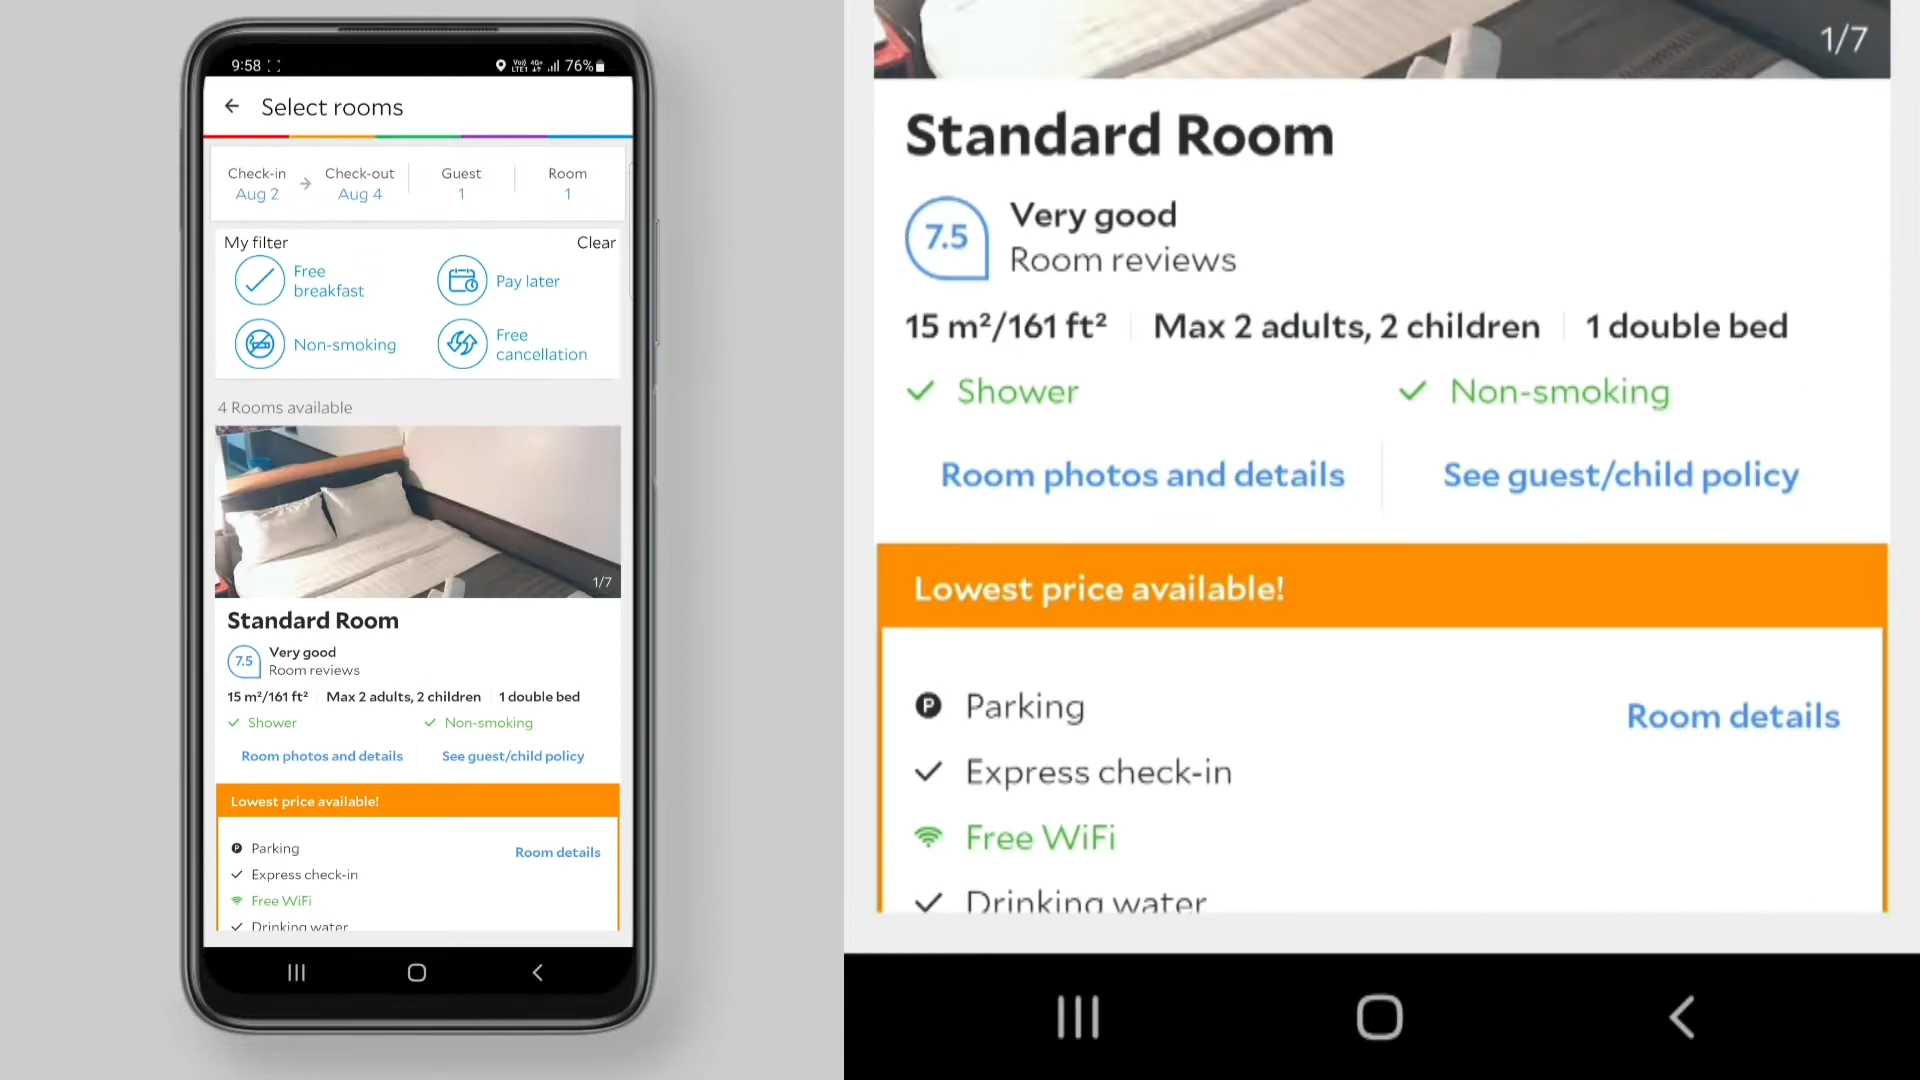 9:58
76%
Select rooms
Check-in
Aug 2
Check-out
Aug 4
Guest
1
Room
1
My filter
Clear
Free
breakfast
Pay later
Non-smoking
Free
cancellation
4 Rooms available
1/7
Standard Room
7.5
Very good
Room reviews
15 m²/161 ft²
Max 2 adults, 2 children
1 double bed
Shower
Non-smoking
Room photos and details
See guest/child policy
Lowest price available!
Parking
Room details
Express check-in
Free WiFi
Drinking water
1/7
Standard Room
7.5
Very good
Room reviews
15 m²/161 ft²
Max 2 adults, 2 children
1 double bed
Shower
Non-smoking
Room photos and details
See guest/child policy
Lowest price available!
P Parking
Room details
Express check-in
Free WiFi
Drinking water